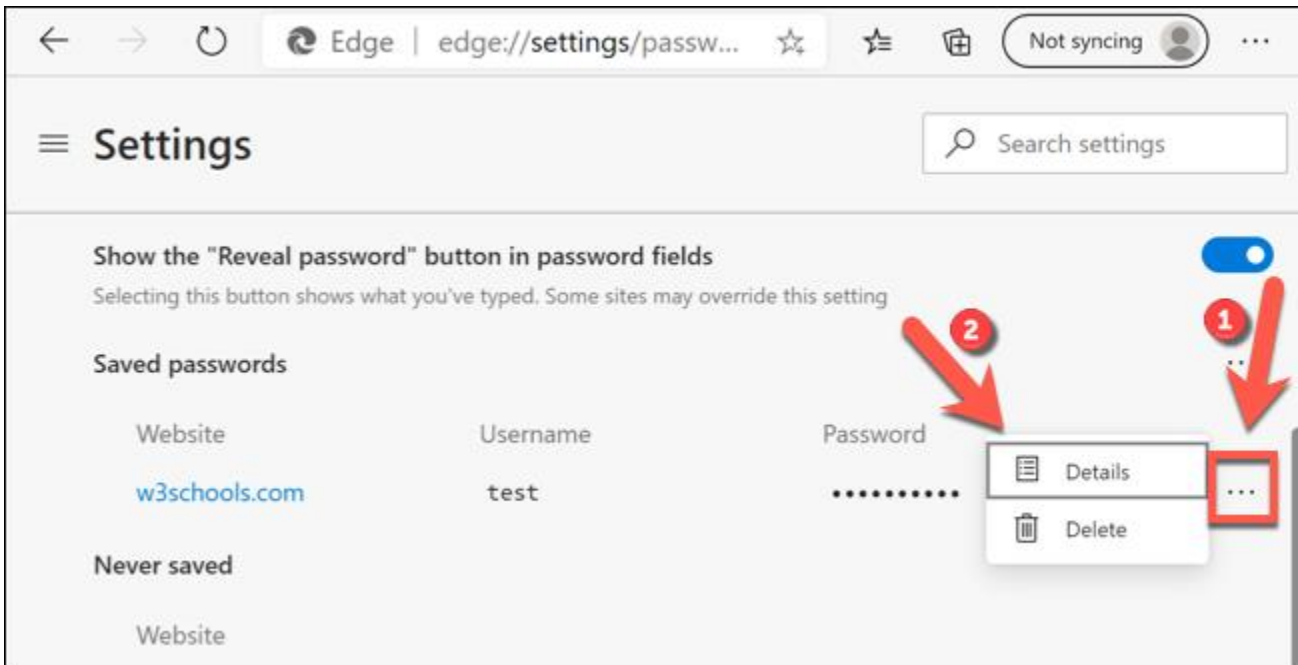 Edge | edge://settings/passw... Not syncing ...
Settings Search settings
Show the "Reveal password" button in password fields
Selecting this button shows what you've typed. Some sites may override this setting
2 1
Saved passwords
Website Username Password
Details
w3schools.com test •••••••••• ...
Delete
Never saved
Website